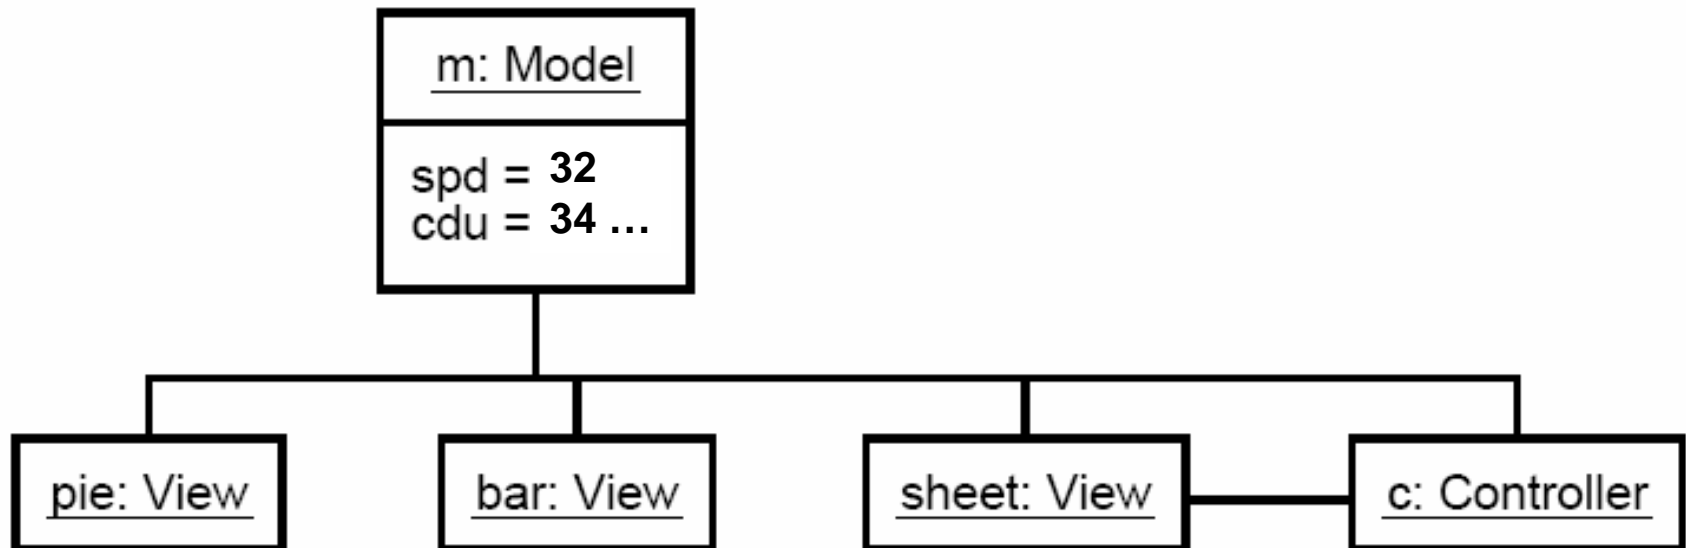 m: Model
spd = 32
cdu = 34 ...
pie: View
bar: View
sheet: View
c: Controller